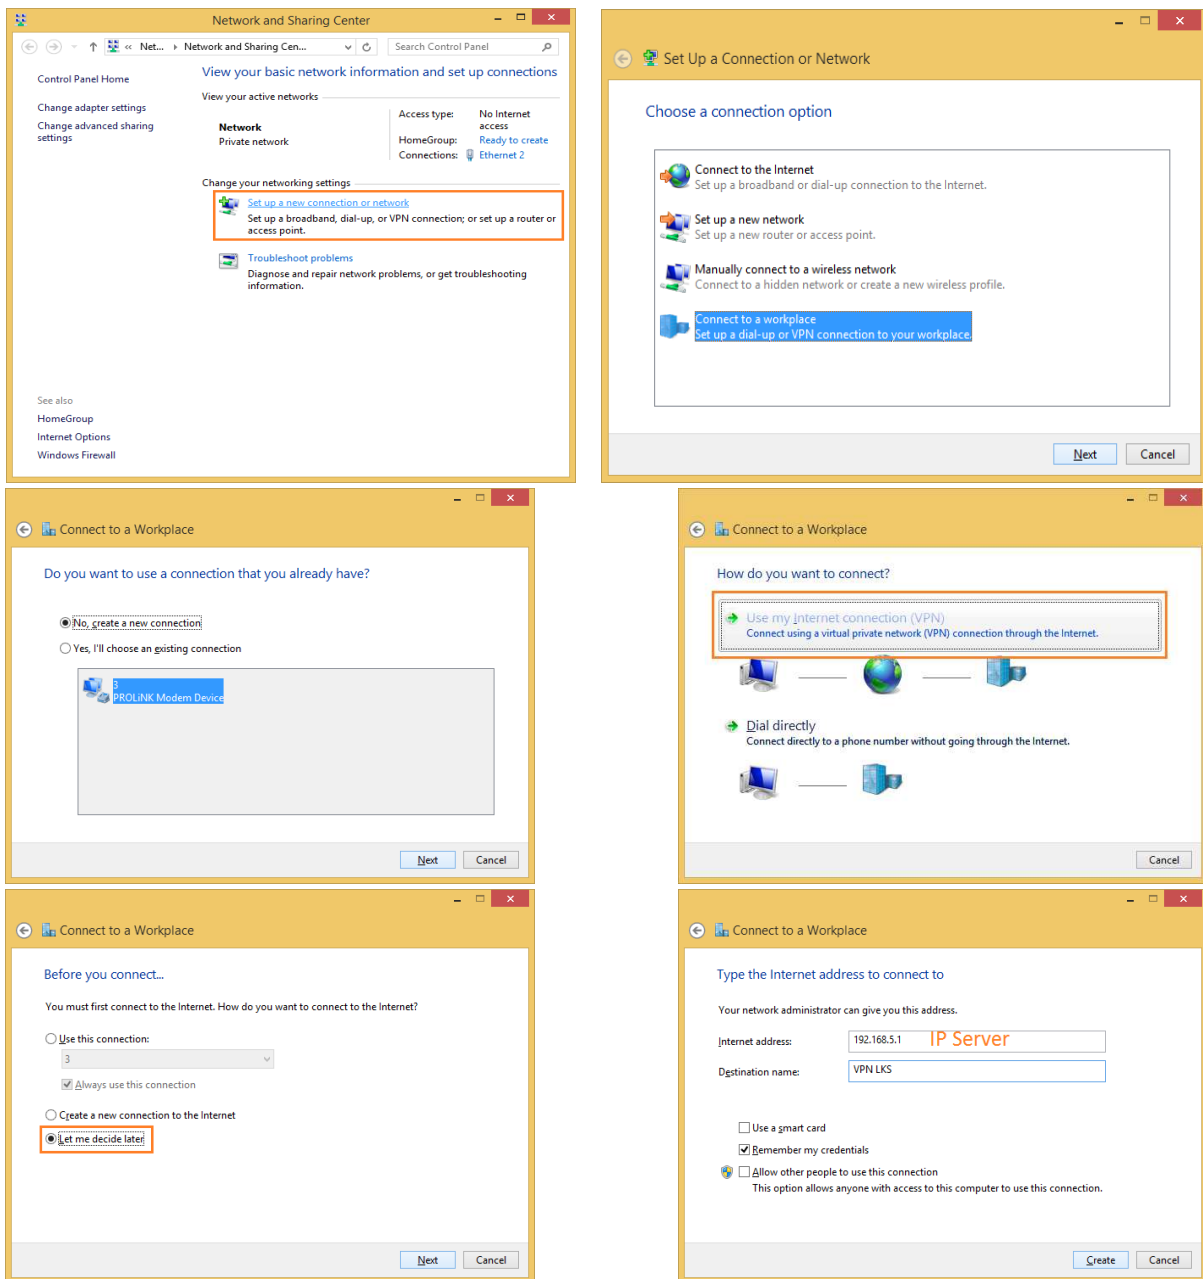 Network and Sharing Center
« Net... ▸ Network and Sharing Cen...
Search Control Panel
Control Panel Home
Change adapter settings
Change advanced sharing
settings
View your basic network information and set up connections
View your active networks
Network
Private network
Access type: No Internet
access
HomeGroup: Ready to create
Connections: Ethernet 2
Change your networking settings
Set up a new connection or network
Set up a broadband, dial-up, or VPN connection; or set up a router or
access point.
Troubleshoot problems
Diagnose and repair network problems, or get troubleshooting
information.
See also
HomeGroup
Internet Options
Windows Firewall
Set Up a Connection or Network
Choose a connection option
Connect to the Internet
Set up a broadband or dial-up connection to the Internet.
Set up a new network
Set up a new router or access point.
Manually connect to a wireless network
Connect to a hidden network or create a new wireless profile.
Connect to a workplace
Set up a dial-up or VPN connection to your workplace.
Next Cancel
Connect to a Workplace
Do you want to use a connection that you already have?
No, create a new connection
Yes, I'll choose an existing connection
3
PROLiNK Modem Device
Next Cancel
Connect to a Workplace
How do you want to connect?
Use my Internet connection (VPN)
Connect using a virtual private network (VPN) connection through the Internet.
Dial directly
Connect directly to a phone number without going through the Internet.
Cancel
Connect to a Workplace
Before you connect...
You must first connect to the Internet. How do you want to connect to the Internet?
Use this connection:
3
Always use this connection
Create a new connection to the Internet
Let me decide later
Next Cancel
Connect to a Workplace
Type the Internet address to connect to
Your network administrator can give you this address.
Internet address: 192.168.5.1 IP Server
Destination name: VPN LKS
Use a smart card
Remember my credentials
Allow other people to use this connection
This option allows anyone with access to this computer to use this connection.
Create Cancel